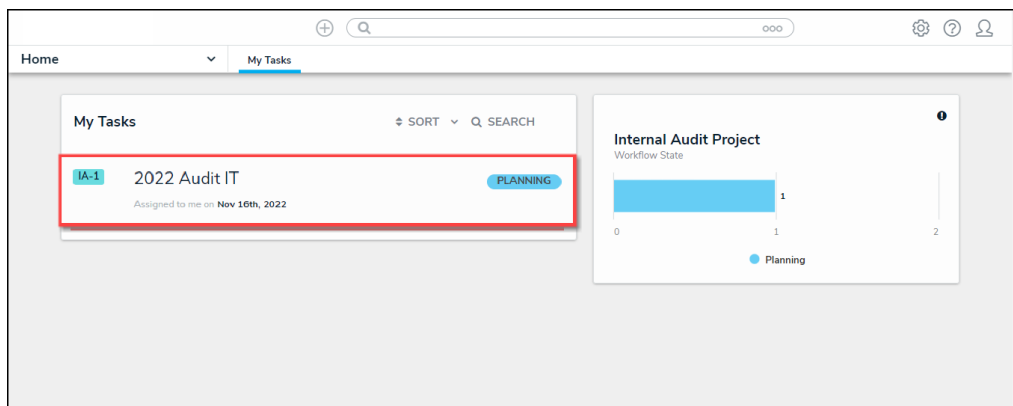 ooo
Home
My Tasks
My Tasks
SORT
SEARCH
IA-1
2022 Audit IT
PLANNING
Assigned to me on Nov 16th, 2022
Internal Audit Project
Workflow State
1
0 1 2
Planning